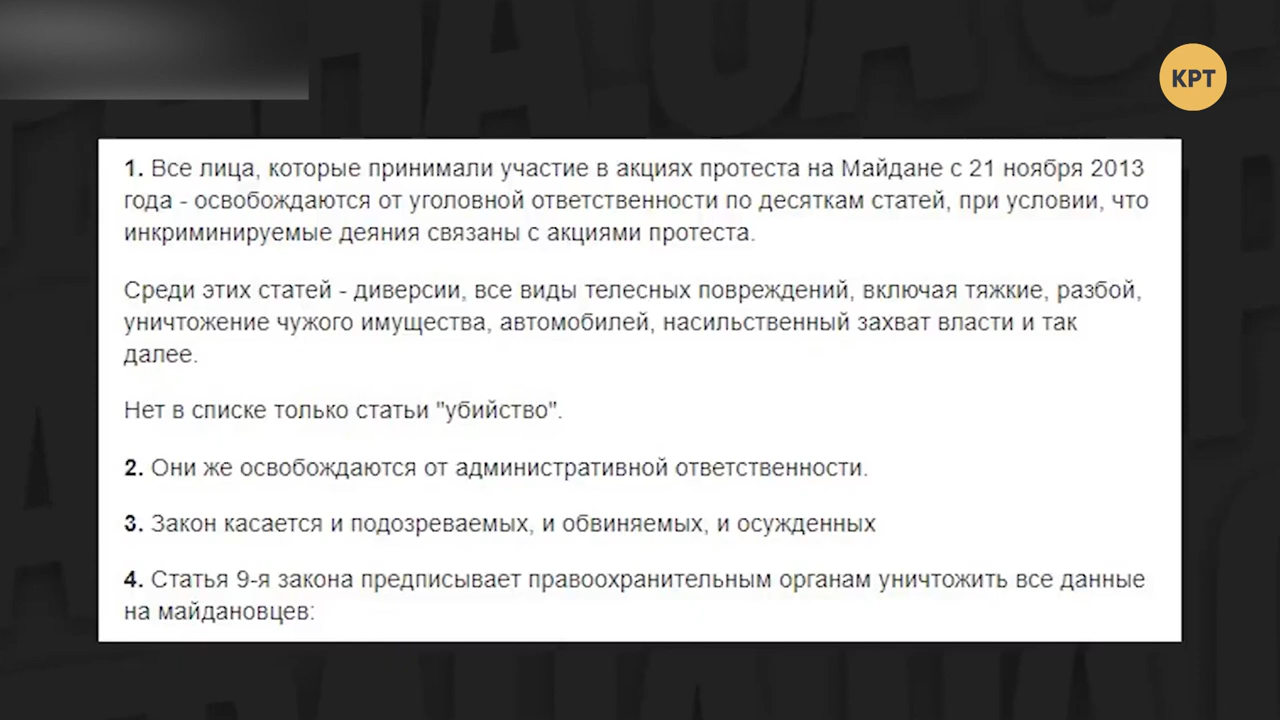 КРТ
1. Все лица, которые принимали участие в акциях протеста на Майдане с 21 ноября 2013
года - освобождаются от уголовной ответственности по десяткам статей, при условии, что
инкриминируемые деяния связаны с акциями протеста.
Среди этих статей - диверсии, все виды телесных повреждений, включая тяжкие, разбой,
уничтожение чужого имущества, автомобилей, насильственный захват власти и так
далее.
Нет в списке только статьи "убийство".
2. Они же освобождаются от административной ответственности.
3. Закон касается и подозреваемых, и обвиняемых, и осужденных
4. Статья 9-я закона предписывает правоохранительным органам уничтожить все данные
на майдановцев: